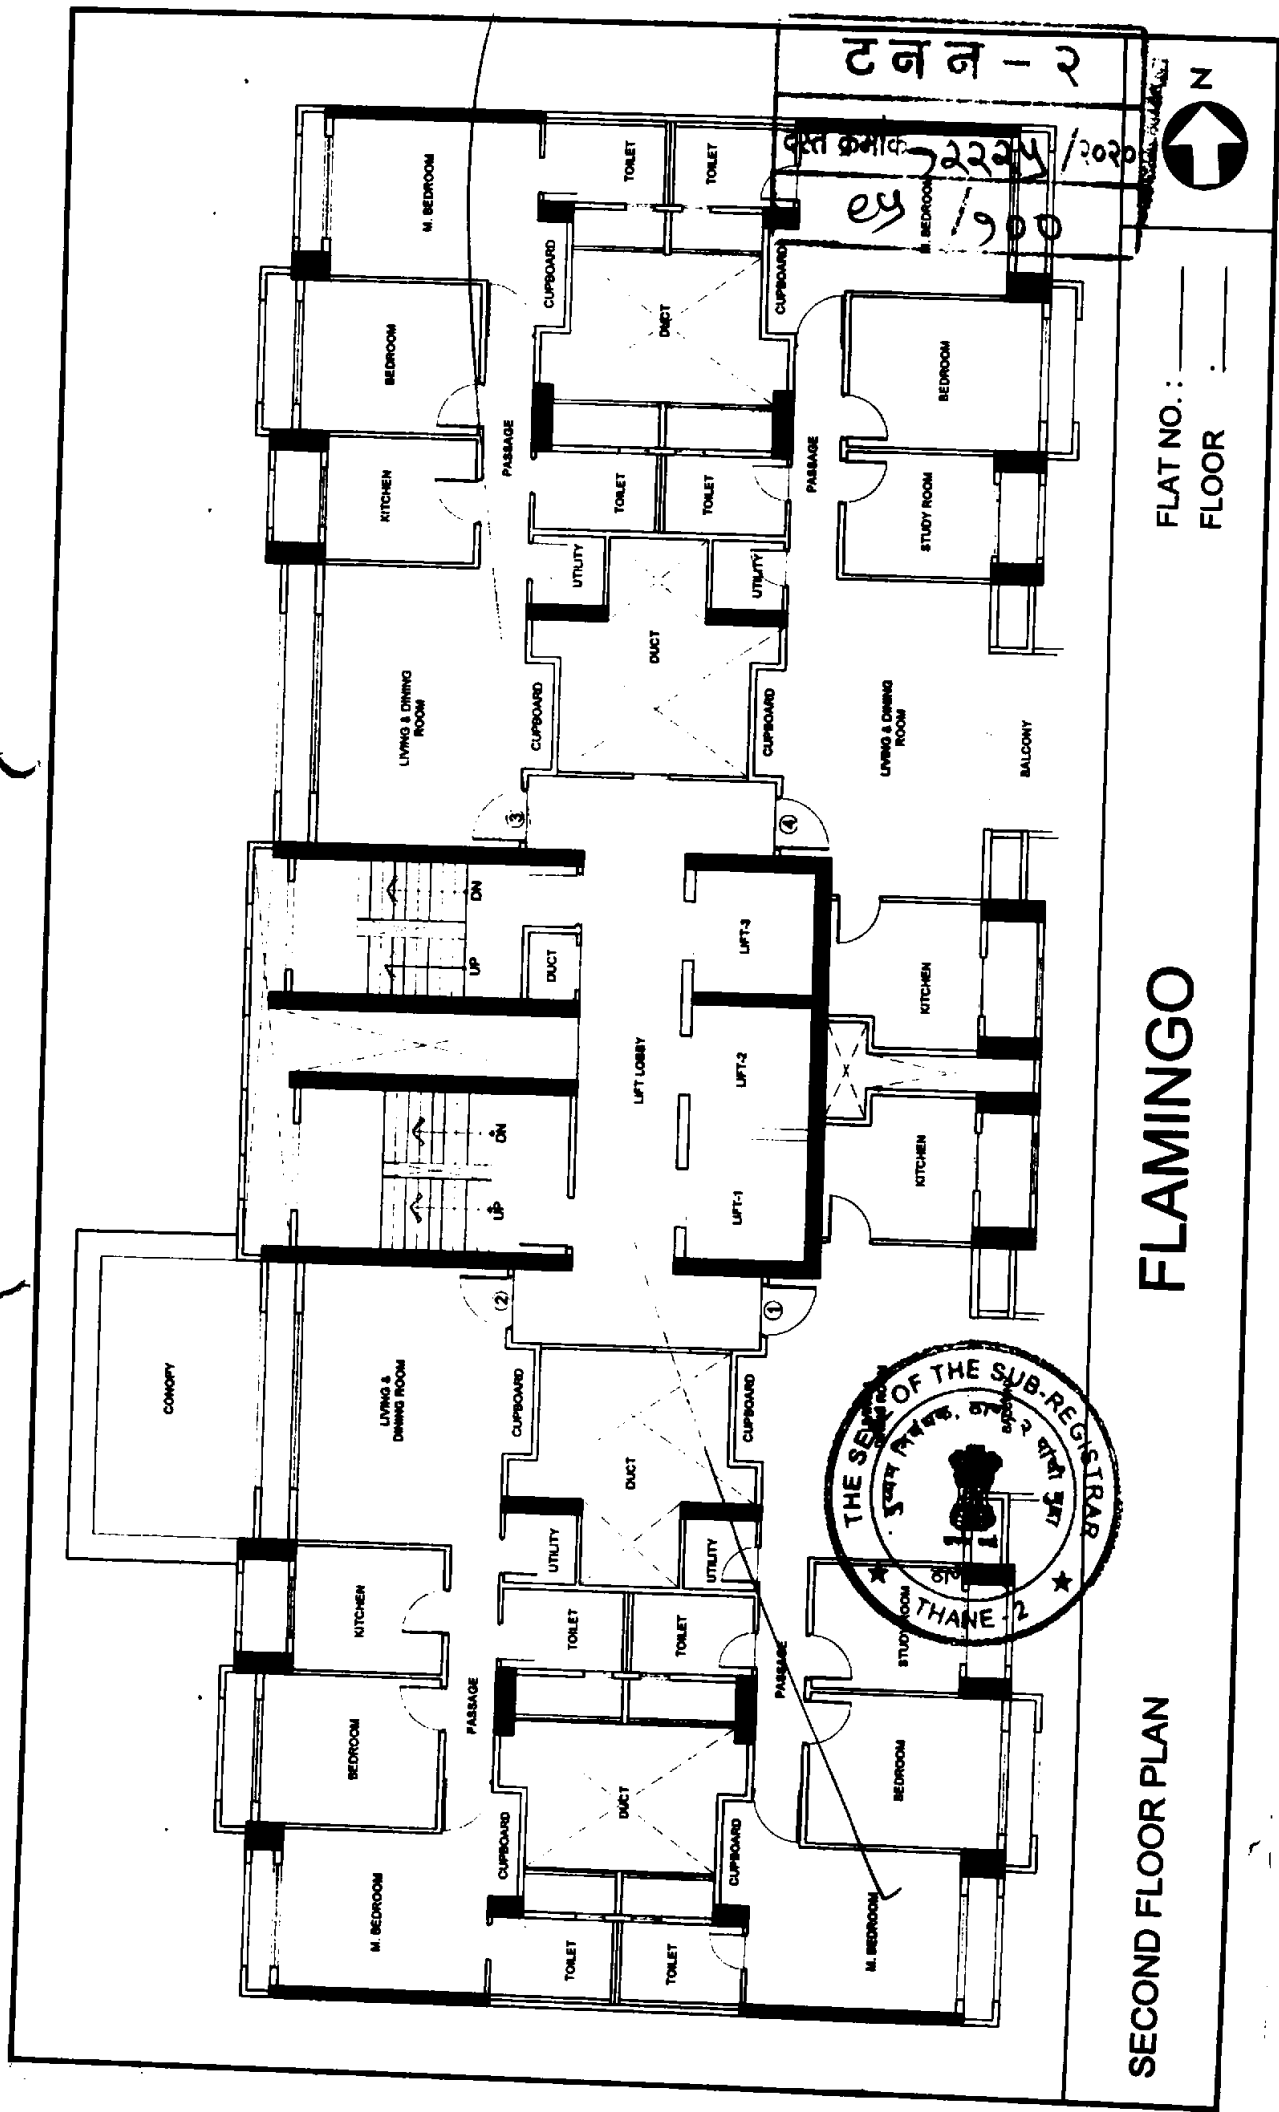 टनन - २
दस्त क्रमांक १२२२५ /२०२०
९५ / १००
N
FLAT NO. :
FLOOR :
FLAMINGO
SECOND FLOOR PLAN
M. BEDROOM
TOILET
TOILET
M. BEDROOM
CUPBOARD
DUCT
CUPBOARD
BEDROOM
BEDROOM
KITCHEN
PASSAGE
TOILET
TOILET
PASSAGE
STUDY ROOM
UTILITY
UTILITY
LIVING & DINING
ROOM
CUPBOARD
DUCT
CUPBOARD
LIVING & DINING
ROOM
BALCONY
③
④
DN
UP
DUCT
LIFT-3
KITCHEN
LIFT LOBBY
LIFT-2
DN
UP
LIFT-1
KITCHEN
②
①
CONOPY
LIVING &
DINING ROOM
CUPBOARD
CUPBOARD
DUCT
UTILITY
UTILITY
THE SEAL OF THE SUB-REGISTRAR
THANE - 2
KITCHEN
TOILET
TOILET
STUDY ROOM
PASSAGE
PASSAGE
BEDROOM
DUCT
BEDROOM
CUPBOARD
CUPBOARD
M. BEDROOM
TOILET
TOILET
M. BEDROOM